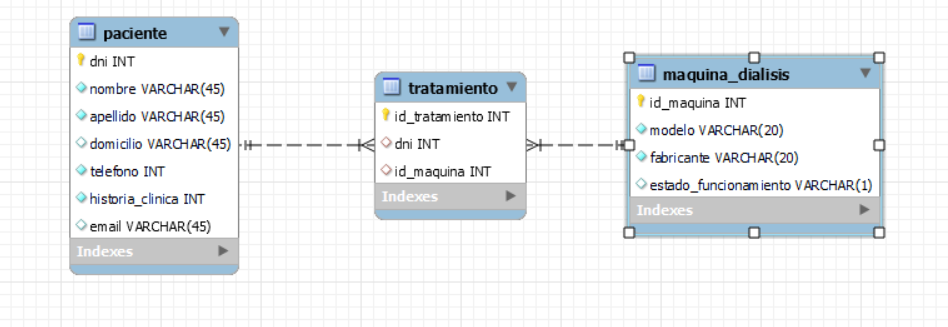 paciente
dni INT
nombre VARCHAR(45)
apellido VARCHAR(45)
domicilio VARCHAR(45)
telefono INT
historia_clinica INT
email VARCHAR(45)
Indexes
tratamiento
id_tratamiento INT
dni INT
id_maquina INT
Indexes
maquina_dialisis
id_maquina INT
modelo VARCHAR(20)
fabricante VARCHAR(20)
estado_funcionamiento VARCHAR(1)
Indexes